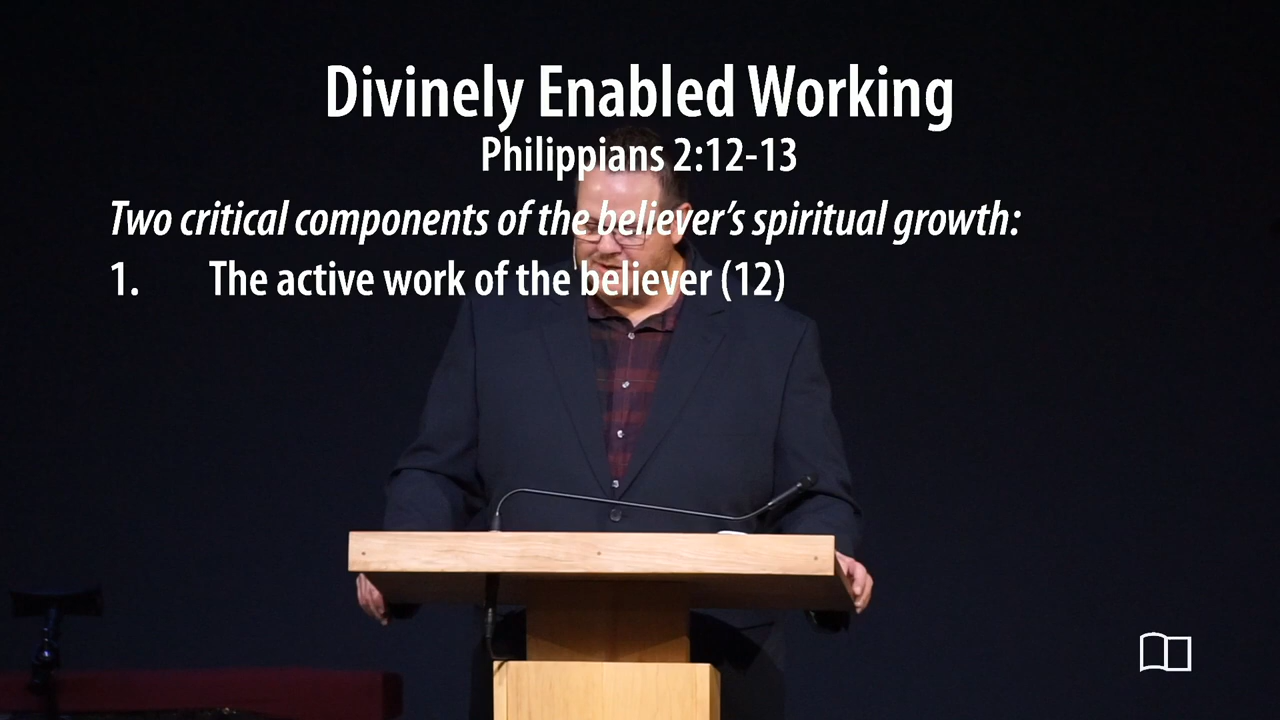 Divinely Enabled Working
Philippians 2:12-13
Two critical components of the believer’s spiritual growth:
1. The active work of the believer (12)